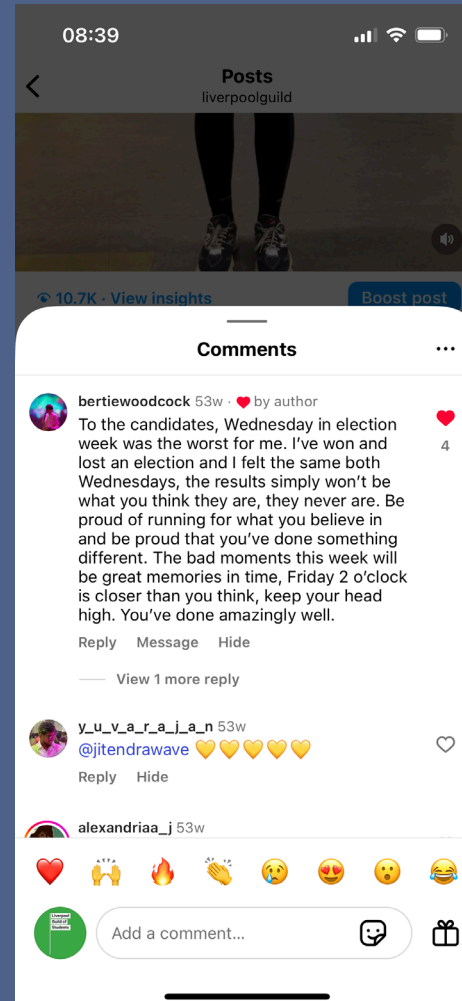 08:39
Posts
liverpoolguild
10.7K · View insights
Boost post
Comments
bertiewoodcock 53w · ❤️ by author
To the candidates, Wednesday in election
week was the worst for me. I've won and
lost an election and I felt the same both
Wednesdays, the results simply won't be
what you think they are, they never are. Be
proud of running for what you believe in
and be proud that you've done something
different. The bad moments this week will
be great memories in time, Friday 2 o'clock
is closer than you think, keep your head
high. You've done amazingly well.
4
Reply Message Hide
View 1 more reply
y_u_v_a_r_a_j_a_n 53w
@jitendrawave 💛💛💛💛💛
Reply Hide
alexandriaa_j 53w
❤️ 🙌 🔥 👏 😢 😍 😮 😂
Liverpool
Guild of
Students
Add a comment...